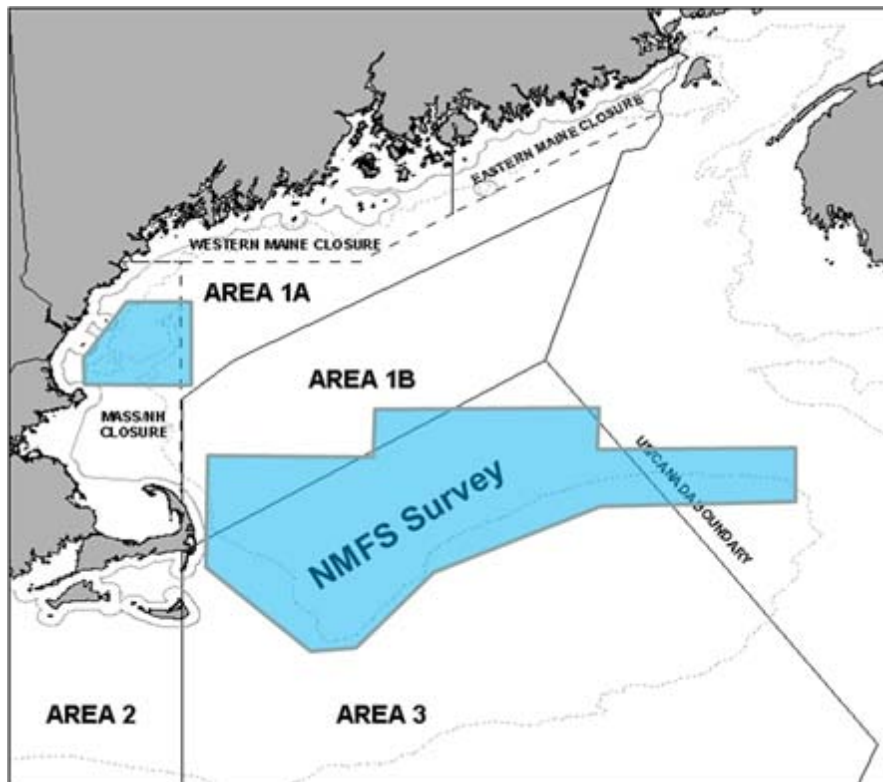 EASTERN MAINE CLOSURE
WESTERN MAINE CLOSURE
AREA 1A
AREA 1B
MASS/NH
CLOSURE
US/CANADA BOUNDARY
NMFS Survey
AREA 2
AREA 3